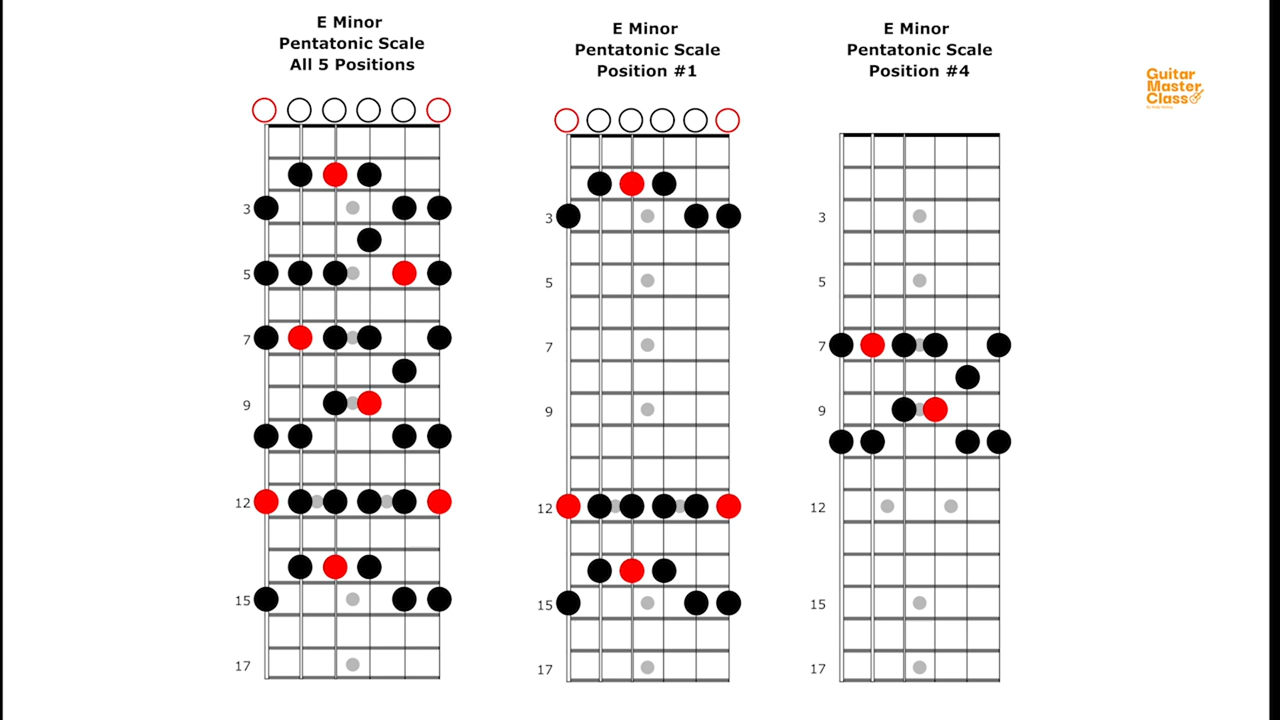 E Minor
Pentatonic Scale
All 5 Positions
3
5
7
9
12
15
17
E Minor
Pentatonic Scale
Position #1
3
5
7
9
12
15
17
E Minor
Pentatonic Scale
Position #4
3
5
7
9
12
15
17
Guitar
Master
Class